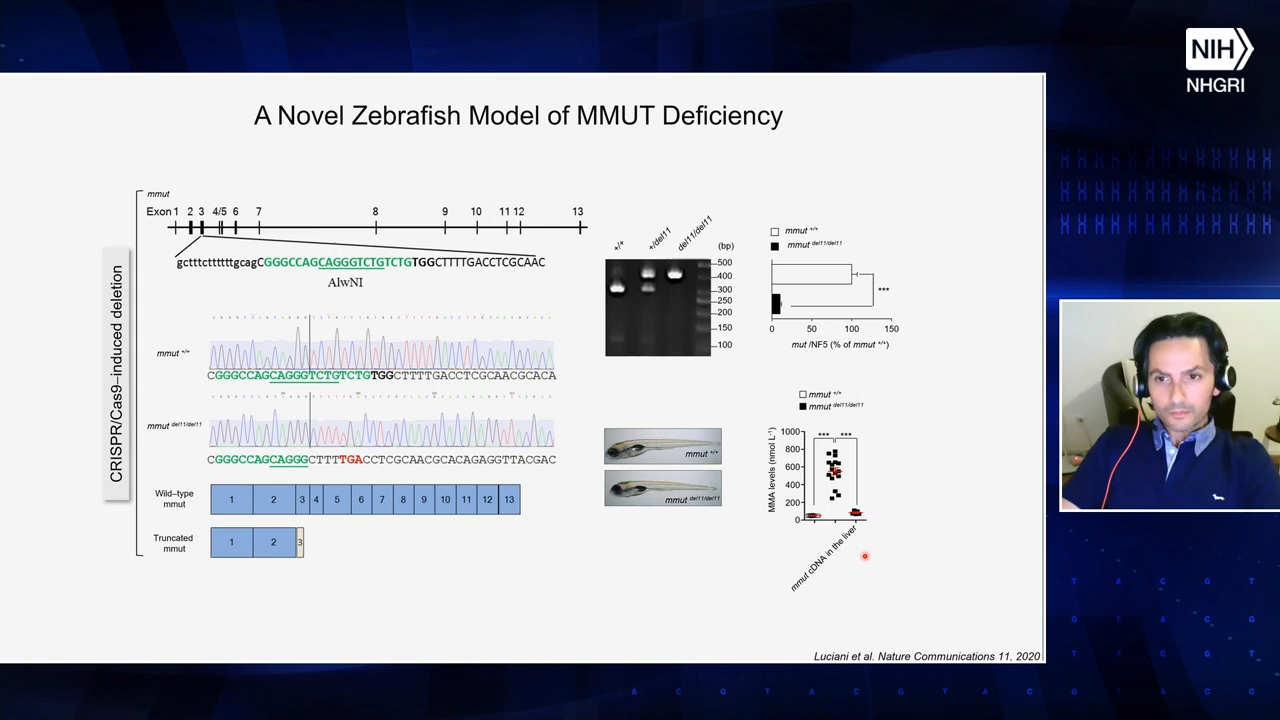 NIH
NHGRI
A Novel Zebrafish Model of MMUT Deficiency
CRISPR/Cas9–induced deletion
mmut
Exon 1 2 3 4/5 6 7 8 9 10 11 12 13
gctttcttttttgcagCGGGCCAGCAGGGTCTGTCTGTGGCTTTTGACCTCGCAAC
AlwNI
mmut +/+
CGGGCCAGCAGGGTCTGTCTGTGGCTTTTGACCTCGCAACGCACA
mmut del11/del11
CGGGCCAGCAGGGCTTTTGACCTCGCAACGCACAGAGGTTACGAC
Wild–type
mmut
1 2 3 4 5 6 7 8 9 10 11 12 13
Truncated
mmut
1 2 3
+/+ +/del11 del11/del11
(bp)
500
400
300
250
200
150
100
mmut +/+
mmut del11/del11
mmut +/+
mmut del11/del11
***
0 50 100 150
mut /NF5 (% of mmut +/+)
mmut +/+
mmut del11/del11
*** ***
MMA levels (nmol L-1)
1000
800
600
400
200
0
mmut cDNA in the liver
Luciani et al. Nature Communications 11, 2020
T A C G T
G T A C G
T A C G T
A C G T A C G T A C G T A C G